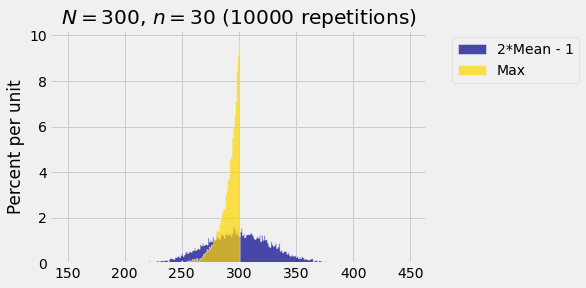 N = 300, n = 30 (10000 repetitions)
2*Mean - 1
Max
Percent per unit
10
8
6
4
2
0
150 200 250 300 350 400 450